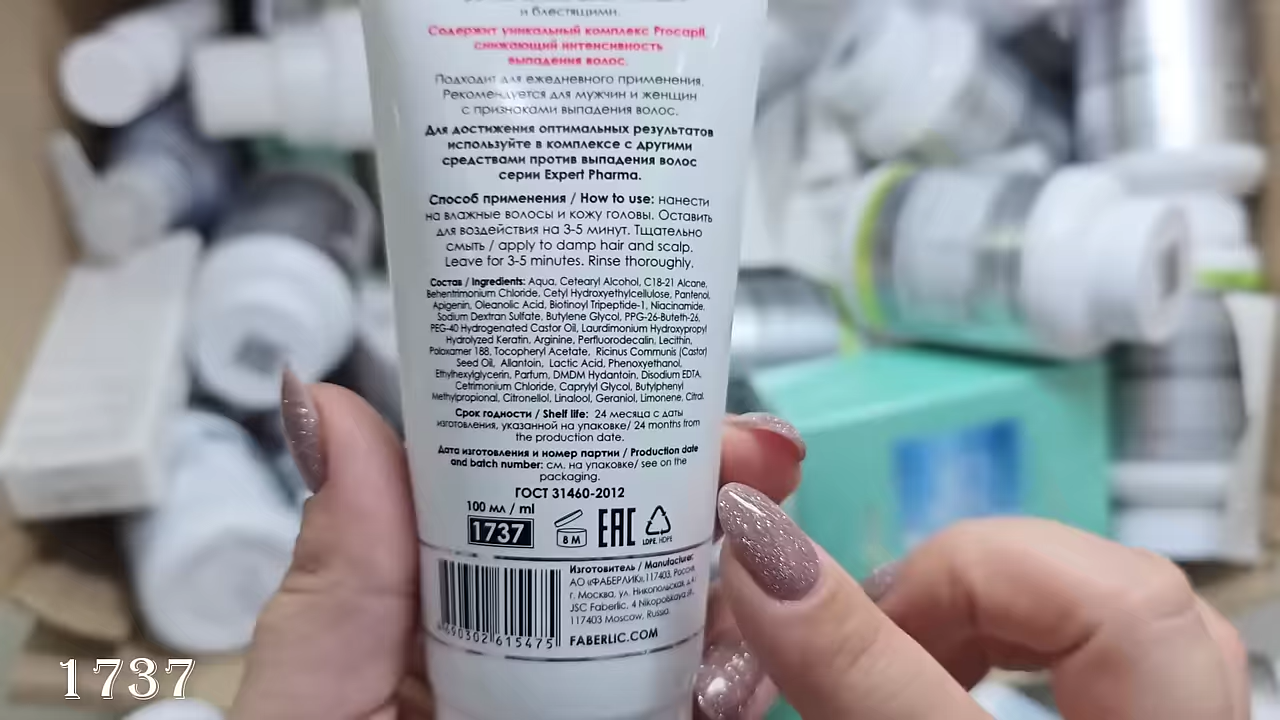 и блестящими.
Содержит уникальный комплекс Procapil,
снижающий интенсивность
выпадения волос.
Подходит для ежедневного применения.
Рекомендуется для мужчин и женщин
с признаками выпадения волос.
Для достижения оптимальных результатов
используйте в комплексе с другими
средствами против выпадения волос
серии Expert Pharma.
Способ применения / How to use: нанести
на влажные волосы и кожу головы. Оставить
для воздействия на 3-5 минут. Тщательно
смыть / apply to damp hair and scalp.
Leave for 3-5 minutes. Rinse thoroughly.
Состав / Ingredients: Aqua, Cetearyl Alcohol, C18-21 Alcane,
Behentrimonium Chloride, Cetyl Hydroxyethylcellulose, Pantenol,
Apigenin, Oleanolic Acid, Biotinoyl Tripeptide-1, Niacinamide,
Sodium Dextran Sulfate, Butylene Glycol, PPG-26-Buteth-26,
PEG-40 Hydrogenated Castor Oil, Laurdimonium Hydroxypropyl
Hydrolyzed Keratin, Arginine, Perfluorodecalin, Lecithin,
Poloxamer 188, Tocopheryl Acetate, Ricinus Communis (Castor)
Seed Oil, Allantoin, Lactic Acid, Phenoxyethanol,
Ethylhexylglycerin, Parfum, DMDM Hydantoin, Disodium EDTA,
Cetrimonium Chloride, Caprylyl Glycol, Butylphenyl
Methylpropional, Citronellol, Linalool, Geraniol, Limonene, Citral.
Срок годности / Shelf life: 24 месяца с даты
изготовления, указанной на упаковке/ 24 months from
the production date.
Дата изготовления и номер партии / Production date
and batch number: см. на упаковке/ see on the
packaging.
ГОСТ 31460-2012
100 мл / ml
1737
8 M
EAC
LDPE, HDPE
Изготовитель / Manufacturer:
АО «ФАБЕРЛИК», 117403, Россия,
г. Москва, ул. Никопольская, д.4/
JSC Faberlic, 4 Nikopolskaya str.,
117403 Moscow, Russia.
FABERLIC.COM
4690302 615475
1737